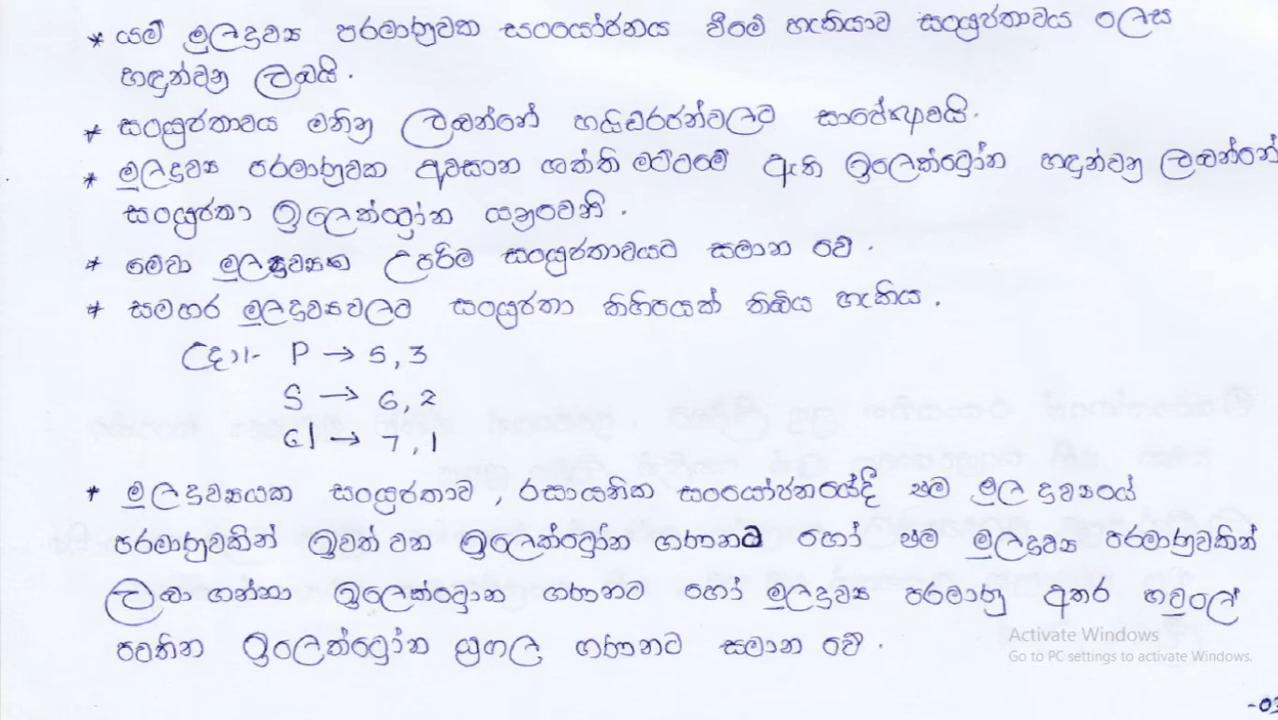 * යම් මූලද්‍රව්‍ය පරමාණුවක සංයෝජනය වීමේ හැකියාව සංයුජතාවය ලෙස
හඳුන්වනු ලබයි.
* සංයුජතාවය මනිනු ලබන්නේ හයිඩ්‍රජන්වලට සාපේක්ෂවයි.
* මූලද්‍රව්‍ය පරමාණුවක අවසාන ශක්ති මට්ටමේ ඇති ඉලෙක්ට්‍රෝන හඳුන්වනු ලබන්නේ
සංයුජතා ඉලෙක්ට්‍රෝන යනුවෙනි.
* මෙවා මූලද්‍රව්‍යක උපරිම සංයුජතාවයට සමාන වේ.
* සමහර මූලද්‍රව්‍යවලට සංයුජතා කිහිපයක් තිබිය හැකිය.
උදා:- P → 5,3
S → 6,2
Cl → 7,1
* මූලද්‍රව්‍යයක සංයුජතාව, රසායනික සංයෝජනයේදී එම මූලද්‍රව්‍යයේ
පරමාණුවකින් ඉවත් වන ඉලෙක්ට්‍රෝන ගණනට හෝ එම මූලද්‍රව්‍ය පරමාණුවකින්
ලබාගන්නා ඉලෙක්ට්‍රොන ගණනට හෝ මූලද්‍රව්‍ය පරමාණු අතර හවුලේ
පවතින ඉලෙක්ට්‍රෝන යුගල ගණනට සමාන වේ.
Activate Windows
Go to PC settings to activate Windows.